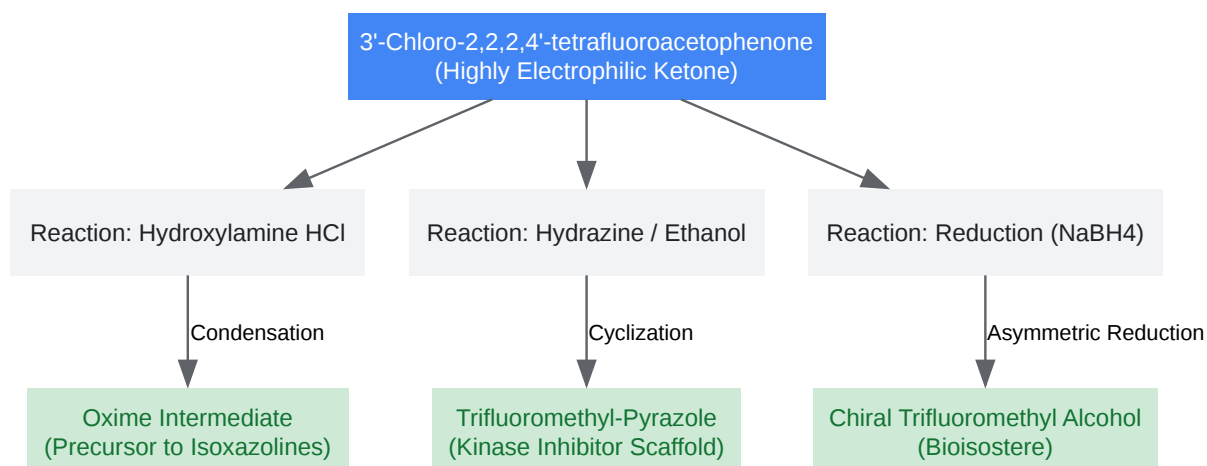 3'-Chloro-2,2,2,4'-tetrafluoroacetophenone
(Highly Electrophilic Ketone)
Reaction: Hydroxylamine HCl
Reaction: Hydrazine / Ethanol
Reaction: Reduction (NaBH4)
Condensation
Cyclization
Asymmetric Reduction
Oxime Intermediate
(Precursor to Isoxazolines)
Trifluoromethyl-Pyrazole
(Kinase Inhibitor Scaffold)
Chiral Trifluoromethyl Alcohol
(Bioisostere)